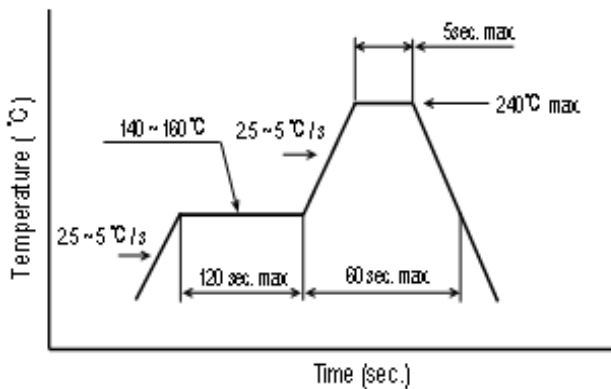 5sec. max
240℃ max.
140 ~ 160℃
2.5 ~ 5 ℃ / s
2.5 ~ 5 ℃ / s
120 sec. max
60 sec. max
Temperature ( ℃)
Time (sec.)